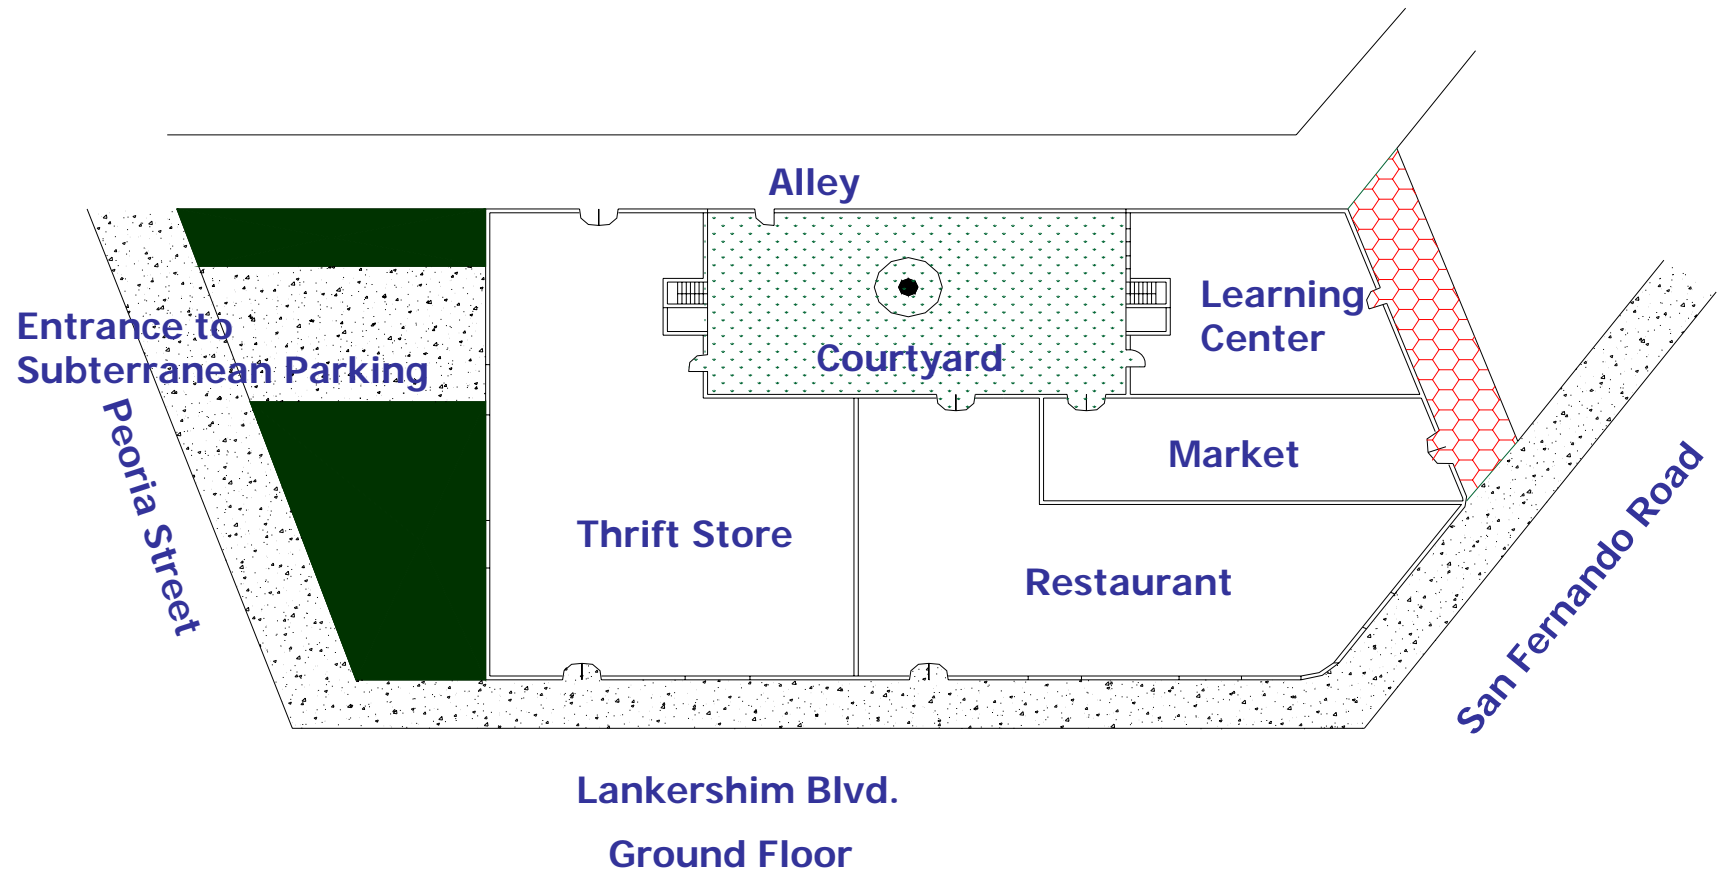 Alley
Learning
Center
Entrance to
Subterranean Parking
Courtyard
Peoria Street
Market
Thrift Store
Restaurant
San Fernando Road
Lankershim Blvd.
Ground Floor